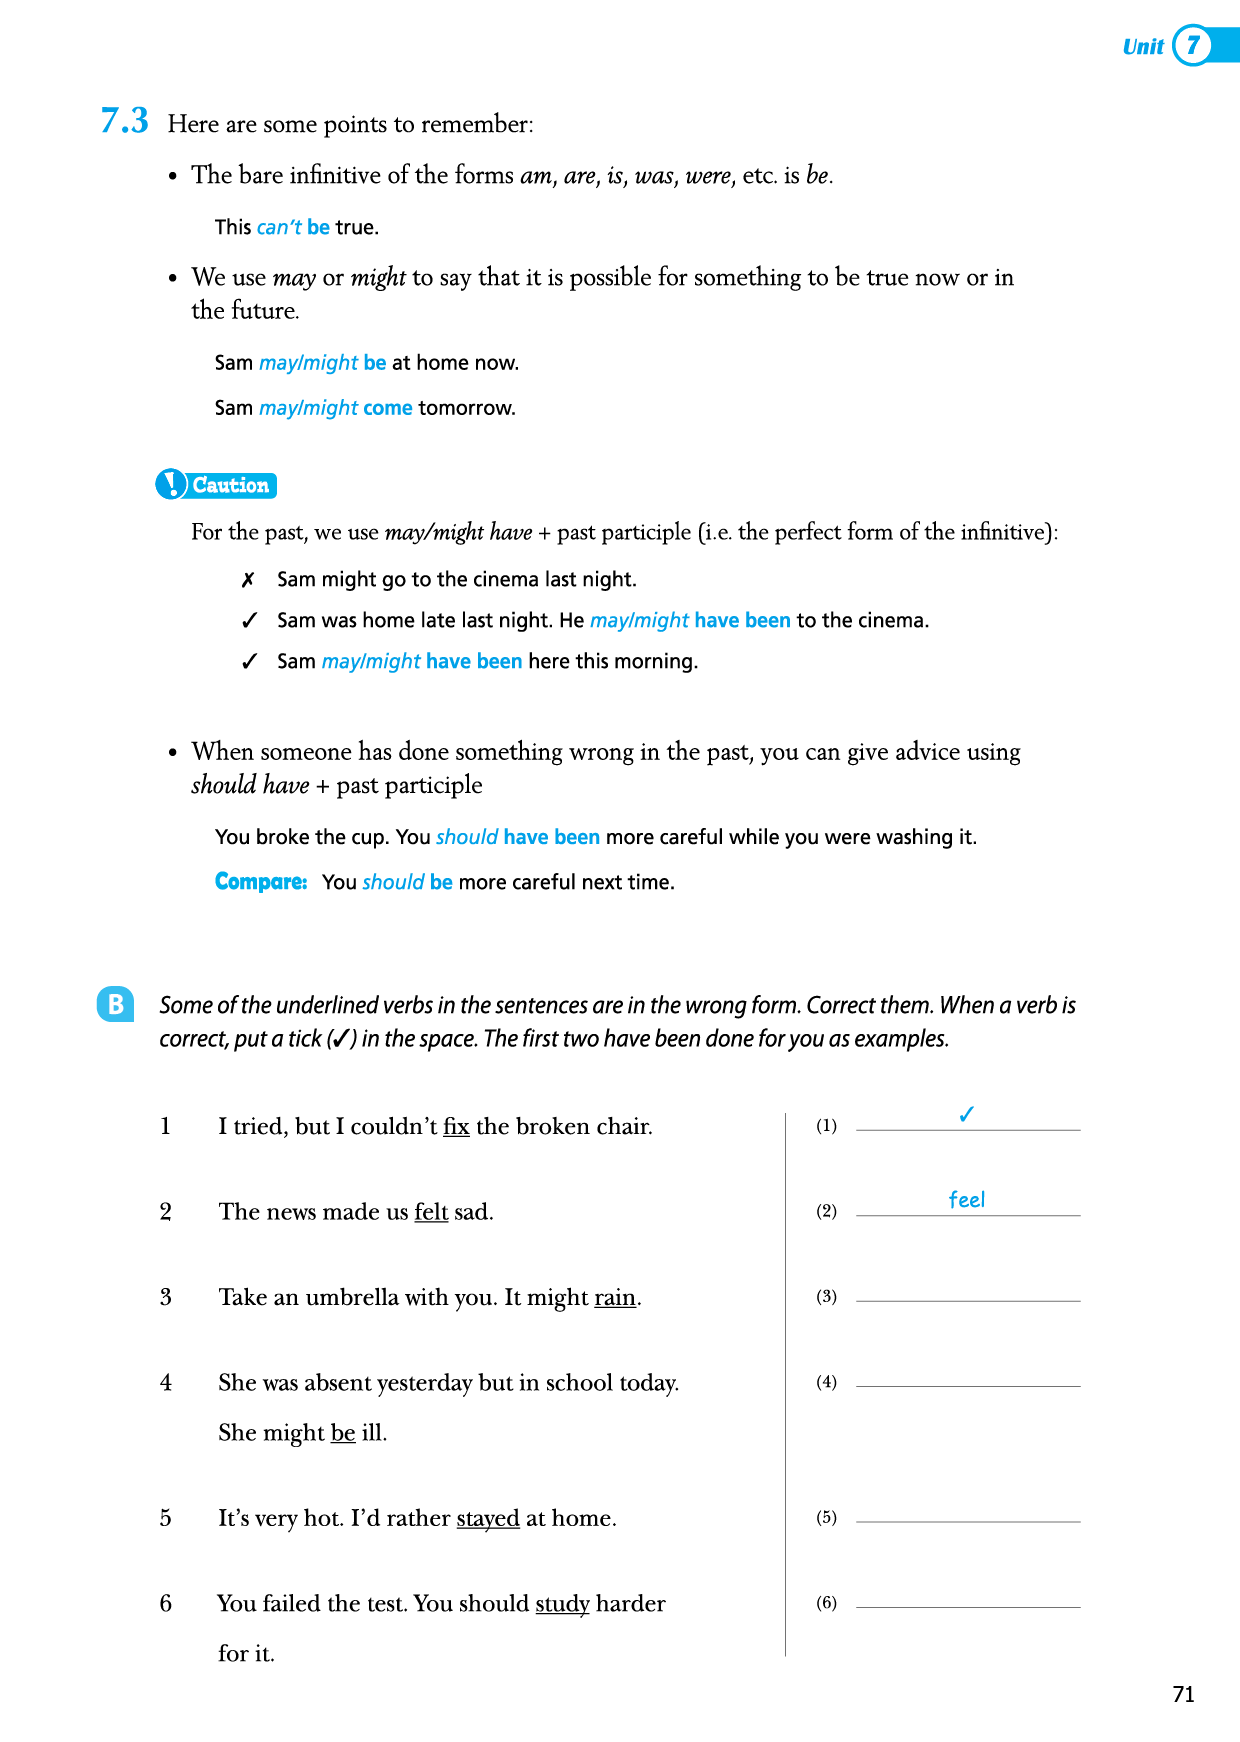 Unit 7
7.3 Here are some points to remember:
• The bare infinitive of the forms am, are, is, was, were, etc. is be.
This can't be true.
• We use may or might to say that it is possible for something to be true now or in
the future.
Sam may/might be at home now.
Sam may/might come tomorrow.
! Caution
For the past, we use may/might have + past participle (i.e. the perfect form of the infinitive):
✗ Sam might go to the cinema last night.
✓ Sam was home late last night. He may/might have been to the cinema.
✓ Sam may/might have been here this morning.
• When someone has done something wrong in the past, you can give advice using
should have + past participle
You broke the cup. You should have been more careful while you were washing it.
Compare: You should be more careful next time.
B Some of the underlined verbs in the sentences are in the wrong form. Correct them. When a verb is
correct, put a tick (✓) in the space. The first two have been done for you as examples.
1 I tried, but I couldn't fix the broken chair. (1) ✓
2 The news made us felt sad. (2) feel
3 Take an umbrella with you. It might rain. (3)
4 She was absent yesterday but in school today. (4)
She might be ill.
5 It's very hot. I'd rather stayed at home. (5)
6 You failed the test. You should study harder (6)
for it.
71